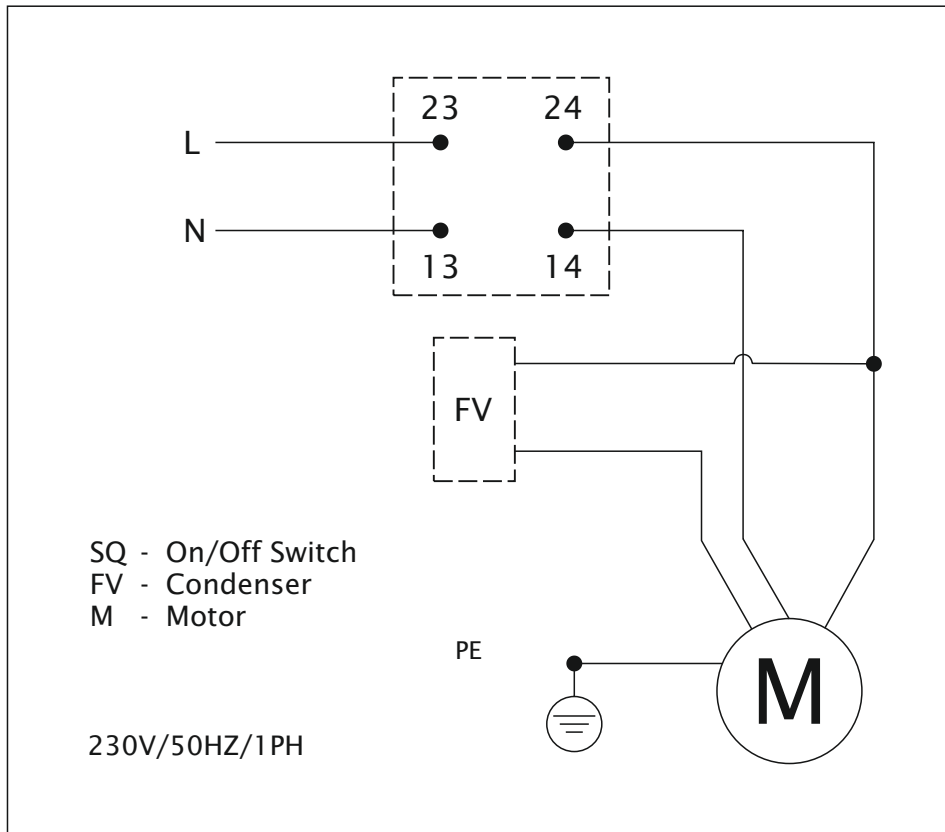 23 24
L
N
13 14
FV
SQ - On/Off Switch
FV - Condenser
M - Motor
PE
M
230V/50HZ/1PH